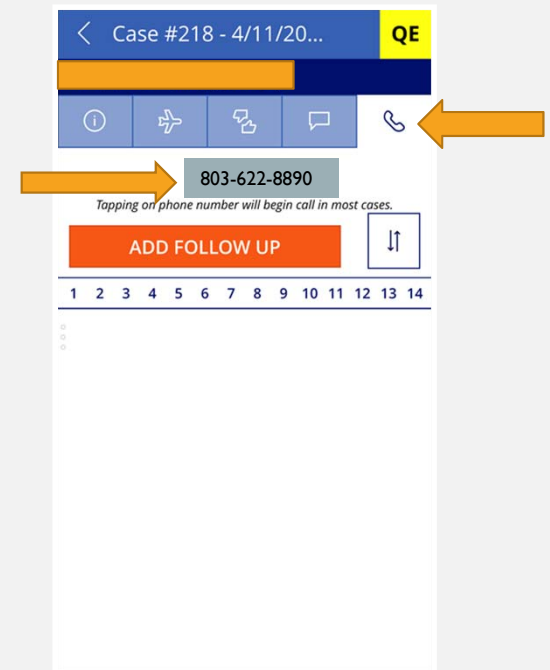 Case #218 - 4/11/20... QE
803-622-8890
Tapping on phone number will begin call in most cases.
ADD FOLLOW UP
1 2 3 4 5 6 7 8 9 10 11 12 13 14